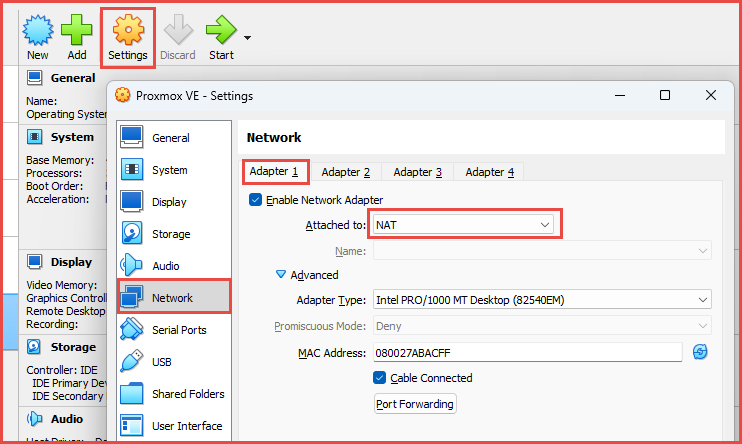 New Add Settings Discard Start
General
Name:
Operating System
System
Base Memory:
Processors:
Boot Order:
Acceleration:
Display
Video Memory:
Graphics Control
Remote Desktop
Recording:
Storage
Controller: IDE
IDE Primary Dev
IDE Secondary
Audio
Proxmox VE - Settings
General
System
Display
Storage
Audio
Network
Serial Ports
USB
Shared Folders
User Interface
Network
Adapter 1 Adapter 2 Adapter 3 Adapter 4
Enable Network Adapter
Attached to: NAT
Name:
Advanced
Adapter Type: Intel PRO/1000 MT Desktop (82540EM)
Promiscuous Mode: Deny
MAC Address: 080027ABACFF
Cable Connected
Port Forwarding